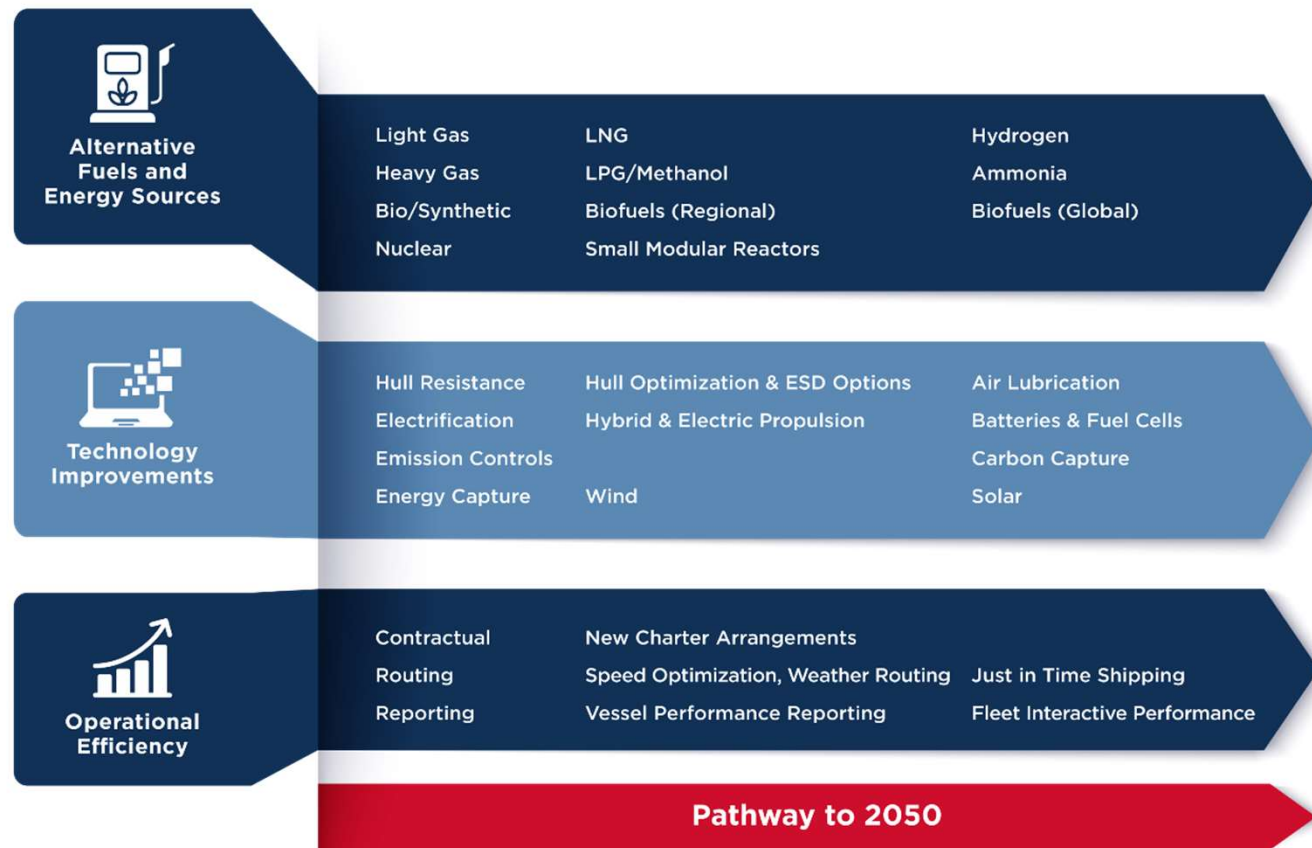 Alternative
Fuels and
Energy Sources
Light Gas LNG Hydrogen
Heavy Gas LPG/Methanol Ammonia
Bio/Synthetic Biofuels (Regional) Biofuels (Global)
Nuclear Small Modular Reactors
Technology
Improvements
Hull Resistance Hull Optimization & ESD Options Air Lubrication
Electrification Hybrid & Electric Propulsion Batteries & Fuel Cells
Emission Controls Carbon Capture
Energy Capture Wind Solar
Operational
Efficiency
Contractual New Charter Arrangements
Routing Speed Optimization, Weather Routing Just in Time Shipping
Reporting Vessel Performance Reporting Fleet Interactive Performance
Pathway to 2050